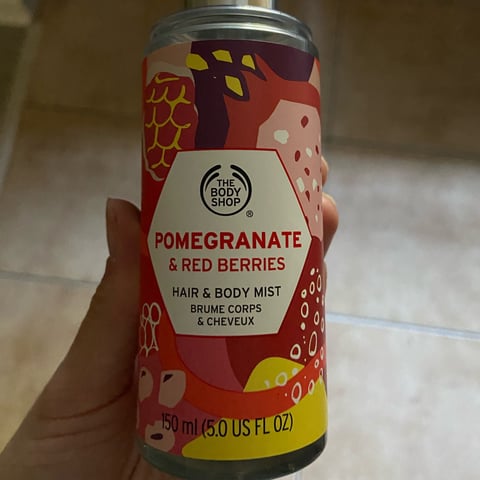 THE
BODY
SHOP
®
POMEGRANATE
& RED BERRIES
HAIR & BODY MIST
BRUME CORPS
& CHEVEUX
150 ml (5.0 US FL OZ)